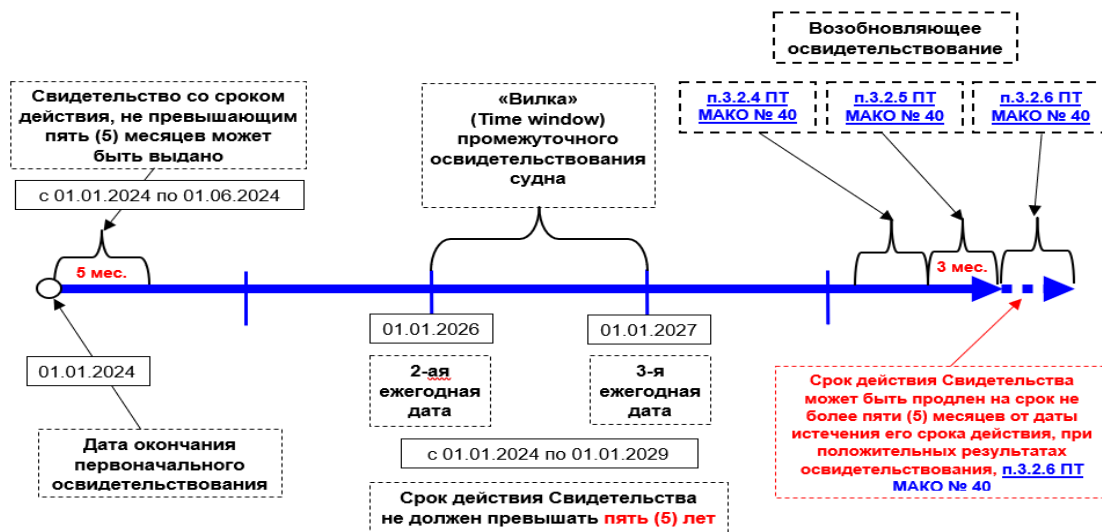 Возобновляющее
освидетельствование
Свидетельство со сроком
действия, не превышающим
пять (5) месяцев может
быть выдано
«Вилка»
(Time window)
промежуточного
освидетельствования
судна
п.3.2.4 ПТ
МАКО № 40
п.3.2.5 ПТ
МАКО № 40
п.3.2.6 ПТ
МАКО № 40
с 01.01.2024 по 01.06.2024
5 мес.
3 мес.
01.01.2024
01.01.2026
01.01.2027
2-ая
ежегодная
дата
3-я
ежегодная
дата
Дата окончания
первоначального
освидетельствования
с 01.01.2024 по 01.01.2029
Срок действия Свидетельства
не должен превышать пять (5) лет
Срок действия Свидетельства
может быть продлен на срок не
более пяти (5) месяцев от даты
истечения его срока действия, при
положительных результатах
освидетельствования, п.3.2.6 ПТ
МАКО № 40